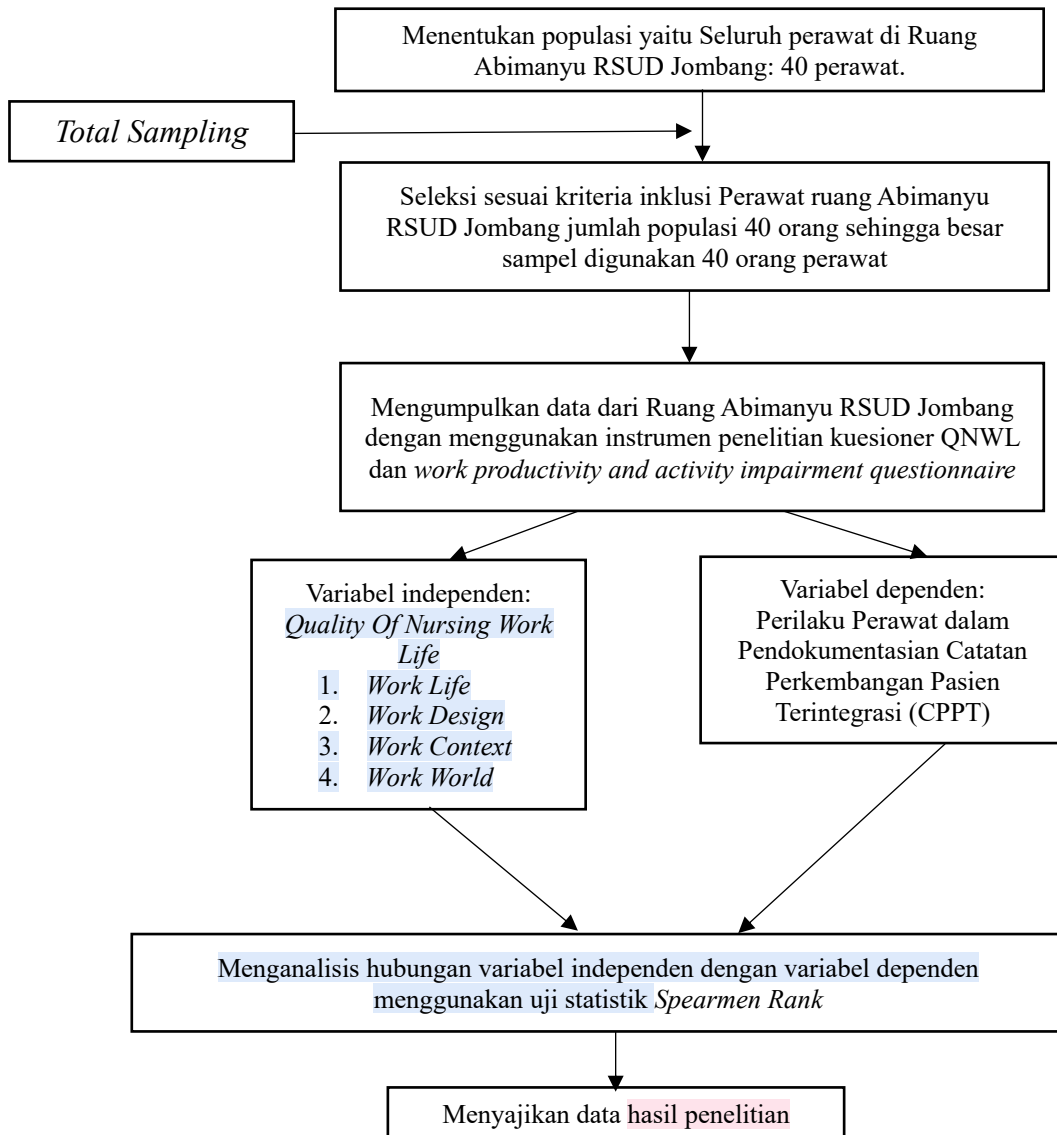 Menentukan populasi yaitu Seluruh perawat di Ruang
Abimanyu RSUD Jombang: 40 perawat.
Total Sampling
Seleksi sesuai kriteria inklusi Perawat ruang Abimanyu
RSUD Jombang jumlah populasi 40 orang sehingga besar
sampel digunakan 40 orang perawat
Mengumpulkan data dari Ruang Abimanyu RSUD Jombang
dengan menggunakan instrumen penelitian kuesioner QNWL
dan work productivity and activity impairment questionnaire
Variabel independen:
Quality Of Nursing Work
Life
1. Work Life
2. Work Design
3. Work Context
4. Work World
Variabel dependen:
Perilaku Perawat dalam
Pendokumentasian Catatan
Perkembangan Pasien
Terintegrasi (CPPT)
Menganalisis hubungan variabel independen dengan variabel dependen
menggunakan uji statistik Spearmen Rank
Menyajikan data hasil penelitian